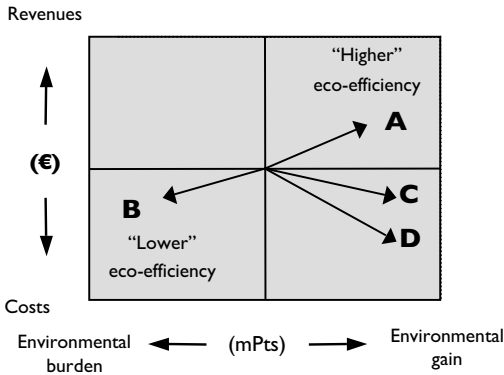 Revenues
“Higher”
eco-efficiency
A
(€)
B
C
D
“Lower”
eco-efficiency
Costs
Environmental
burden
(mPts)
Environmental
gain